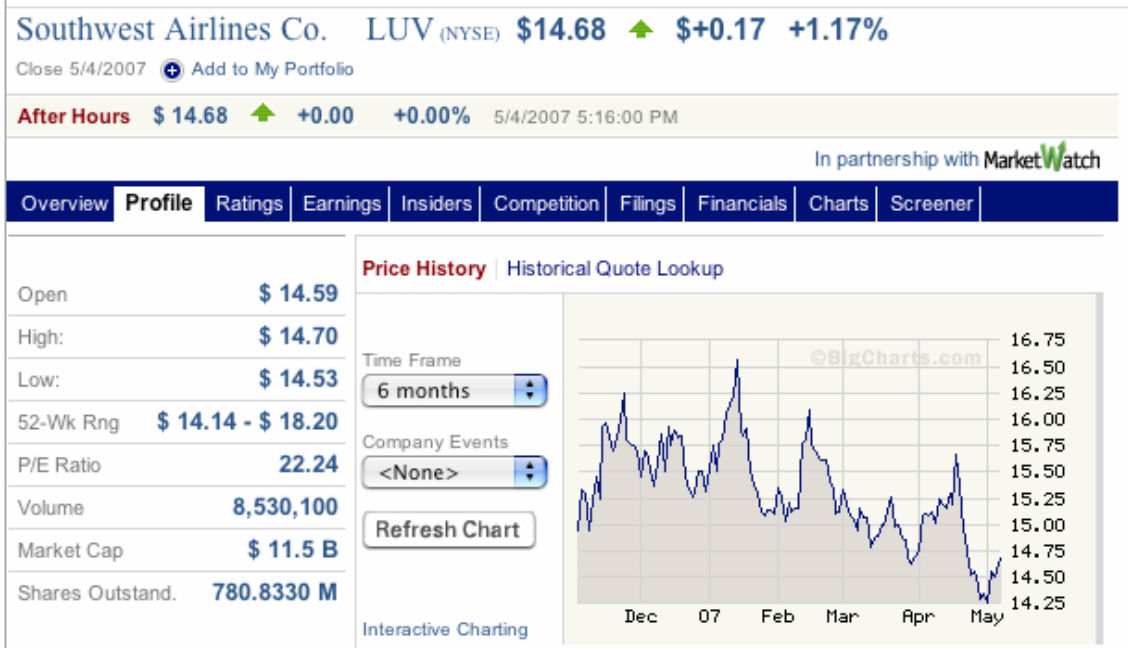 Southwest Airlines Co. LUV (NYSE) $14.68 $+0.17 +1.17%
Close 5/4/2007 Add to My Portfolio
After Hours $ 14.68 +0.00 +0.00% 5/4/2007 5:16:00 PM
In partnership with MarketWatch
Overview Profile Ratings Earnings Insiders Competition Filings Financials Charts Screener
Open $ 14.59
High: $ 14.70
Low: $ 14.53
52-Wk Rng $ 14.14 - $ 18.20
P/E Ratio 22.24
Volume 8,530,100
Market Cap $ 11.5 B
Shares Outstand. 780.8330 M
Price History Historical Quote Lookup
Time Frame
6 months
Company Events
<None>
Refresh Chart
Interactive Charting
©BigCharts.com
16.75
16.50
16.25
16.00
15.75
15.50
15.25
15.00
14.75
14.50
14.25
Dec 07 Feb Mar Apr May